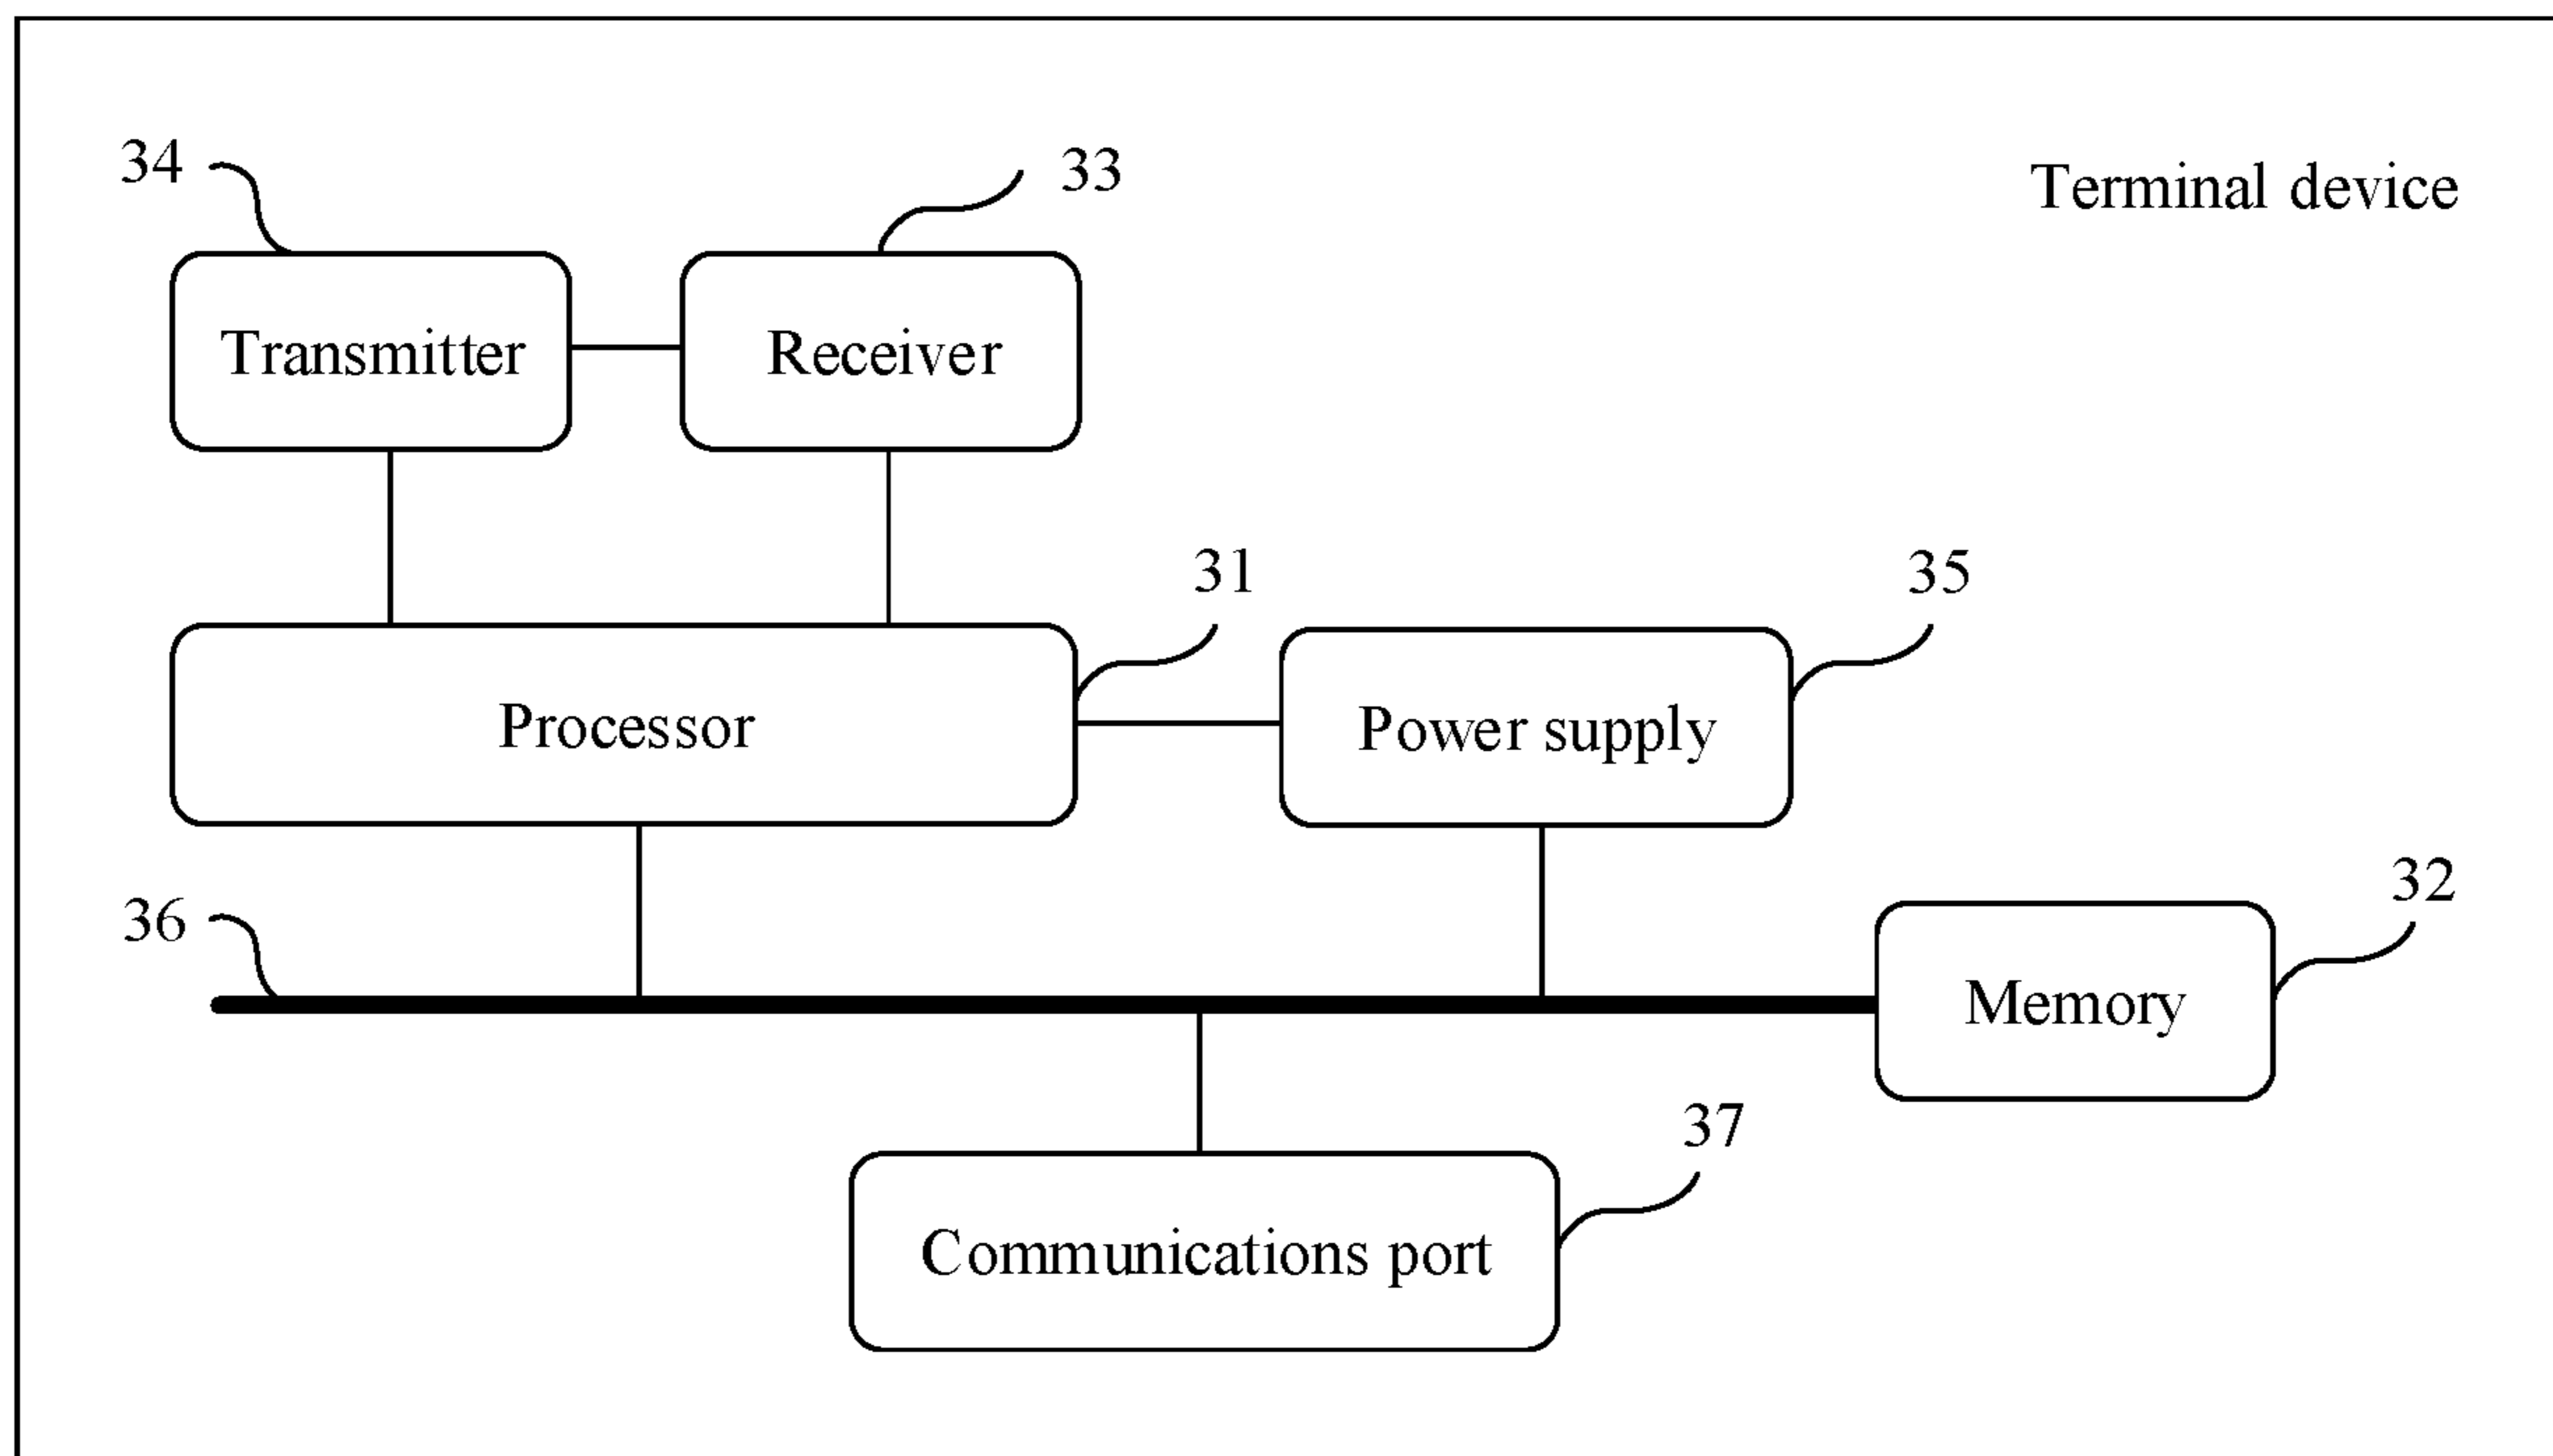 34
33
Terminal device
Transmitter
Receiver
31
35
Processor
Power supply
32
36
Memory
37
Communications port